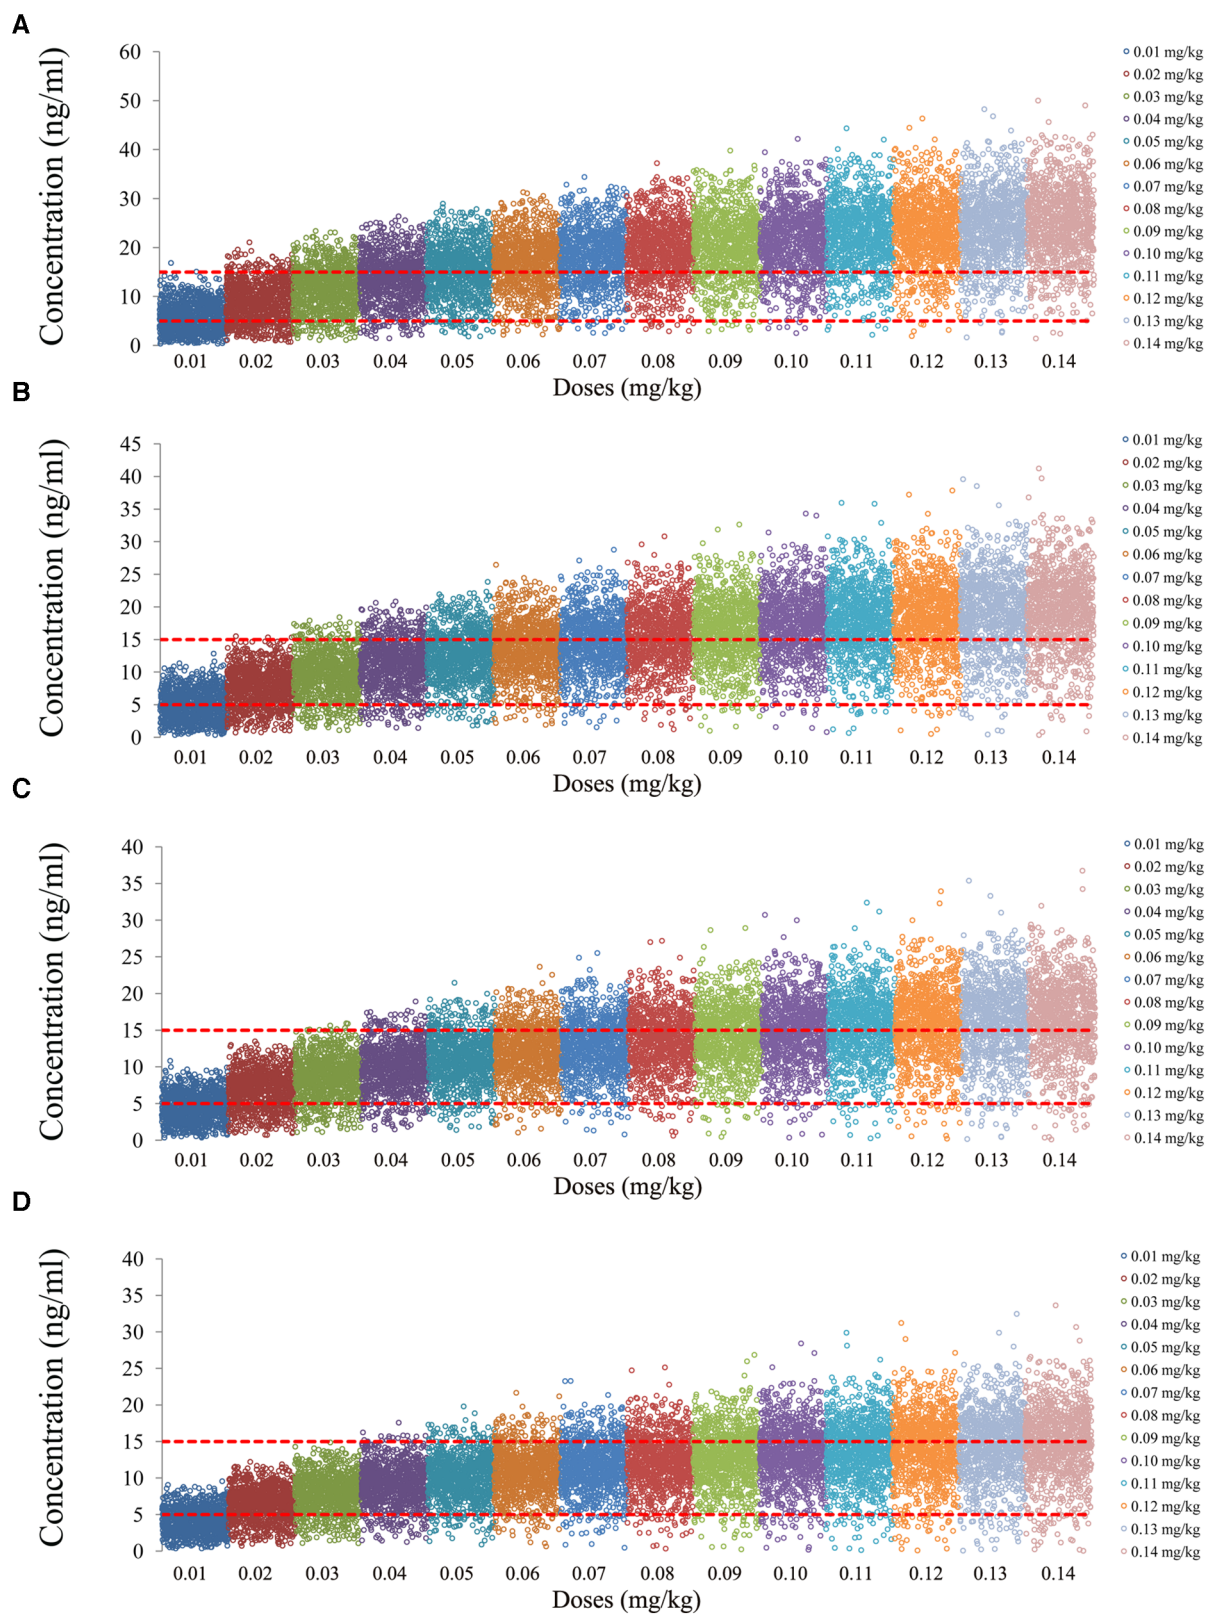 A
Concentration (ng/ml)
60
50
40
30
20
10
0
0.01 0.02 0.03 0.04 0.05 0.06 0.07 0.08 0.09 0.10 0.11 0.12 0.13 0.14
Doses (mg/kg)
0.01 mg/kg
0.02 mg/kg
0.03 mg/kg
0.04 mg/kg
0.05 mg/kg
0.06 mg/kg
0.07 mg/kg
0.08 mg/kg
0.09 mg/kg
0.10 mg/kg
0.11 mg/kg
0.12 mg/kg
0.13 mg/kg
0.14 mg/kg
B
Concentration (ng/ml)
45
40
35
30
25
20
15
10
5
0
0.01 0.02 0.03 0.04 0.05 0.06 0.07 0.08 0.09 0.10 0.11 0.12 0.13 0.14
Doses (mg/kg)
0.01 mg/kg
0.02 mg/kg
0.03 mg/kg
0.04 mg/kg
0.05 mg/kg
0.06 mg/kg
0.07 mg/kg
0.08 mg/kg
0.09 mg/kg
0.10 mg/kg
0.11 mg/kg
0.12 mg/kg
0.13 mg/kg
0.14 mg/kg
C
Concentration (ng/ml)
40
35
30
25
20
15
10
5
0
0.01 0.02 0.03 0.04 0.05 0.06 0.07 0.08 0.09 0.10 0.11 0.12 0.13 0.14
Doses (mg/kg)
0.01 mg/kg
0.02 mg/kg
0.03 mg/kg
0.04 mg/kg
0.05 mg/kg
0.06 mg/kg
0.07 mg/kg
0.08 mg/kg
0.09 mg/kg
0.10 mg/kg
0.11 mg/kg
0.12 mg/kg
0.13 mg/kg
0.14 mg/kg
D
Concentration (ng/ml)
40
35
30
25
20
15
10
5
0
0.01 0.02 0.03 0.04 0.05 0.06 0.07 0.08 0.09 0.10 0.11 0.12 0.13 0.14
Doses (mg/kg)
0.01 mg/kg
0.02 mg/kg
0.03 mg/kg
0.04 mg/kg
0.05 mg/kg
0.06 mg/kg
0.07 mg/kg
0.08 mg/kg
0.09 mg/kg
0.10 mg/kg
0.11 mg/kg
0.12 mg/kg
0.13 mg/kg
0.14 mg/kg